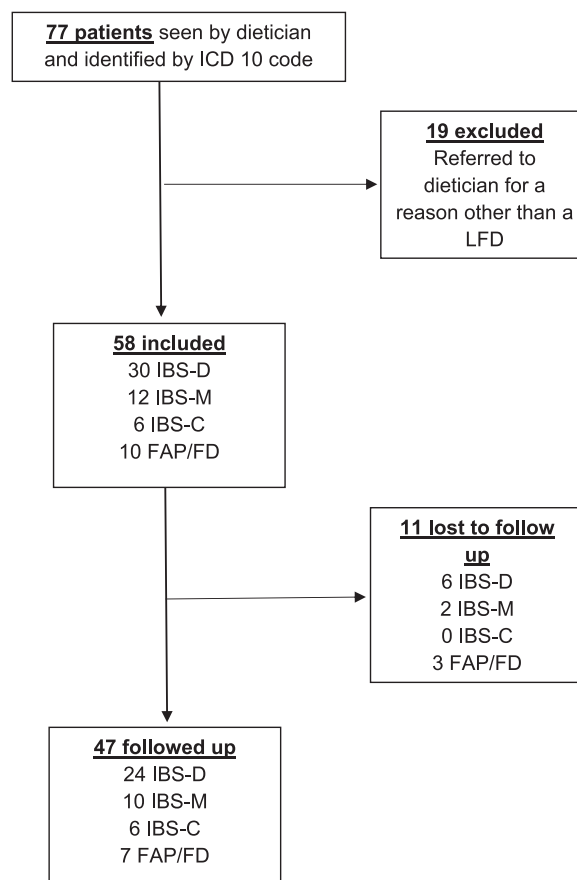 77 patients seen by dietician
and identified by ICD 10 code
19 excluded
Referred to
dietician for a
reason other than a
LFD
58 included
30 IBS-D
12 IBS-M
6 IBS-C
10 FAP/FD
11 lost to follow
up
6 IBS-D
2 IBS-M
0 IBS-C
3 FAP/FD
47 followed up
24 IBS-D
10 IBS-M
6 IBS-C
7 FAP/FD